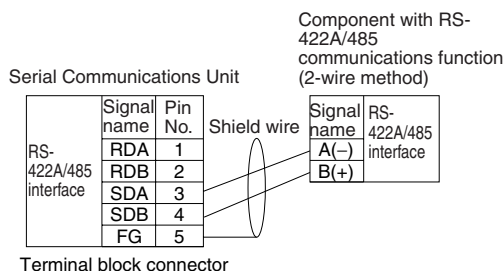 Component with RS-
422A/485
communications function
(2-wire method)
Serial Communications Unit
Signal name
Pin No.
Shield wire
RS-
422A/485
interface
RDA 1
RDB 2
SDA 3
SDB 4
FG 5
Signal name
RS-
422A/485
interface
A(−)
B(+)
Terminal block connector